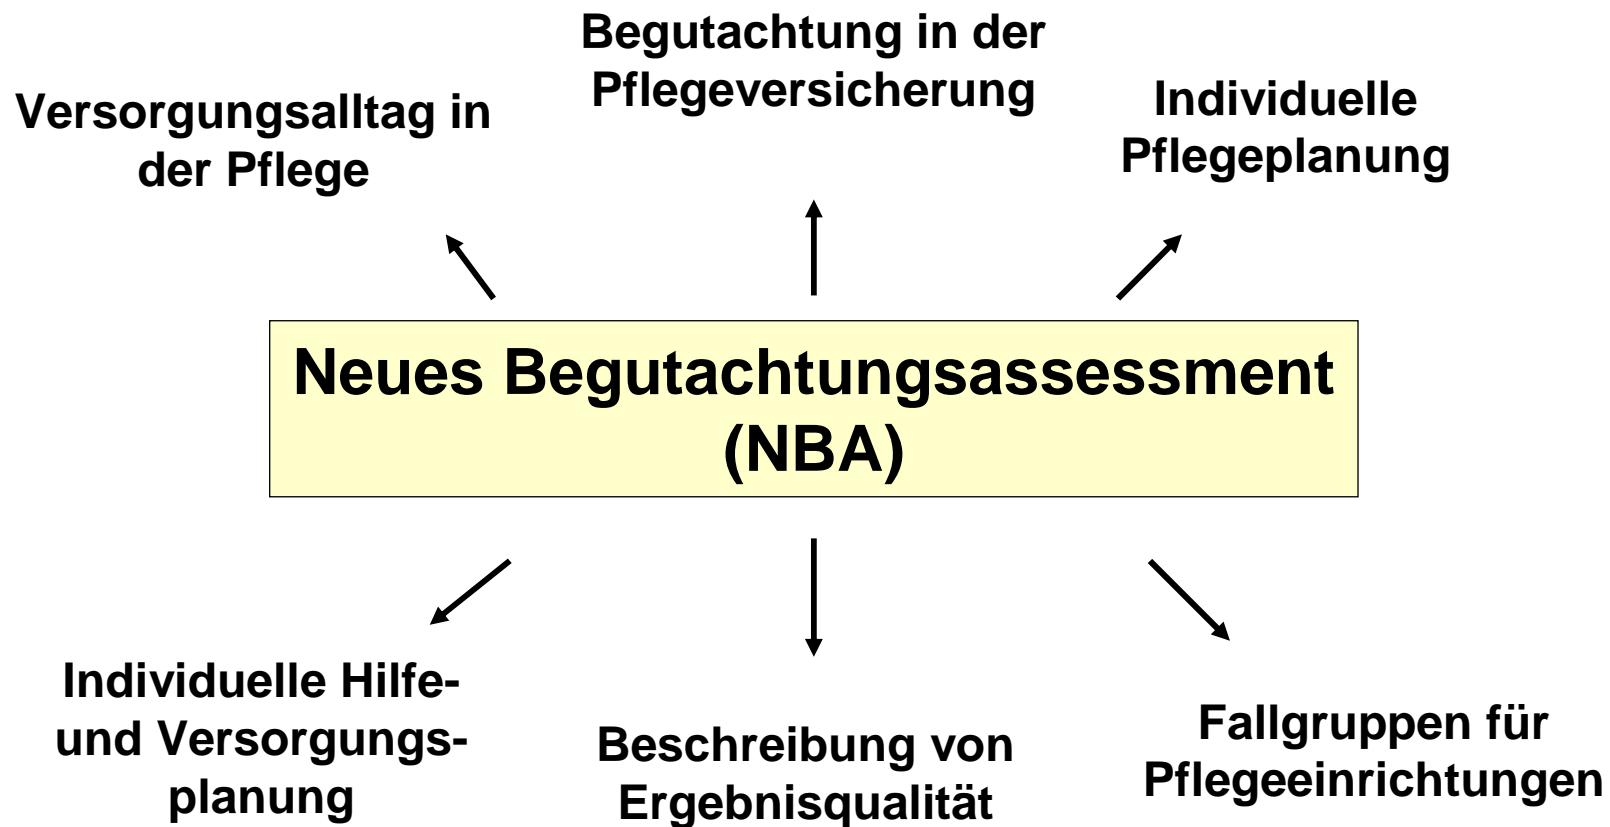 Begutachtung in der
Pflegeversicherung
Versorgungsalltag in
der Pflege
Individuelle
Pflegeplanung
Neues Begutachtungsassessment
(NBA)
Individuelle Hilfe-
und Versorgungs-
planung
Beschreibung von
Ergebnisqualität
Fallgruppen für
Pflegeeinrichtungen